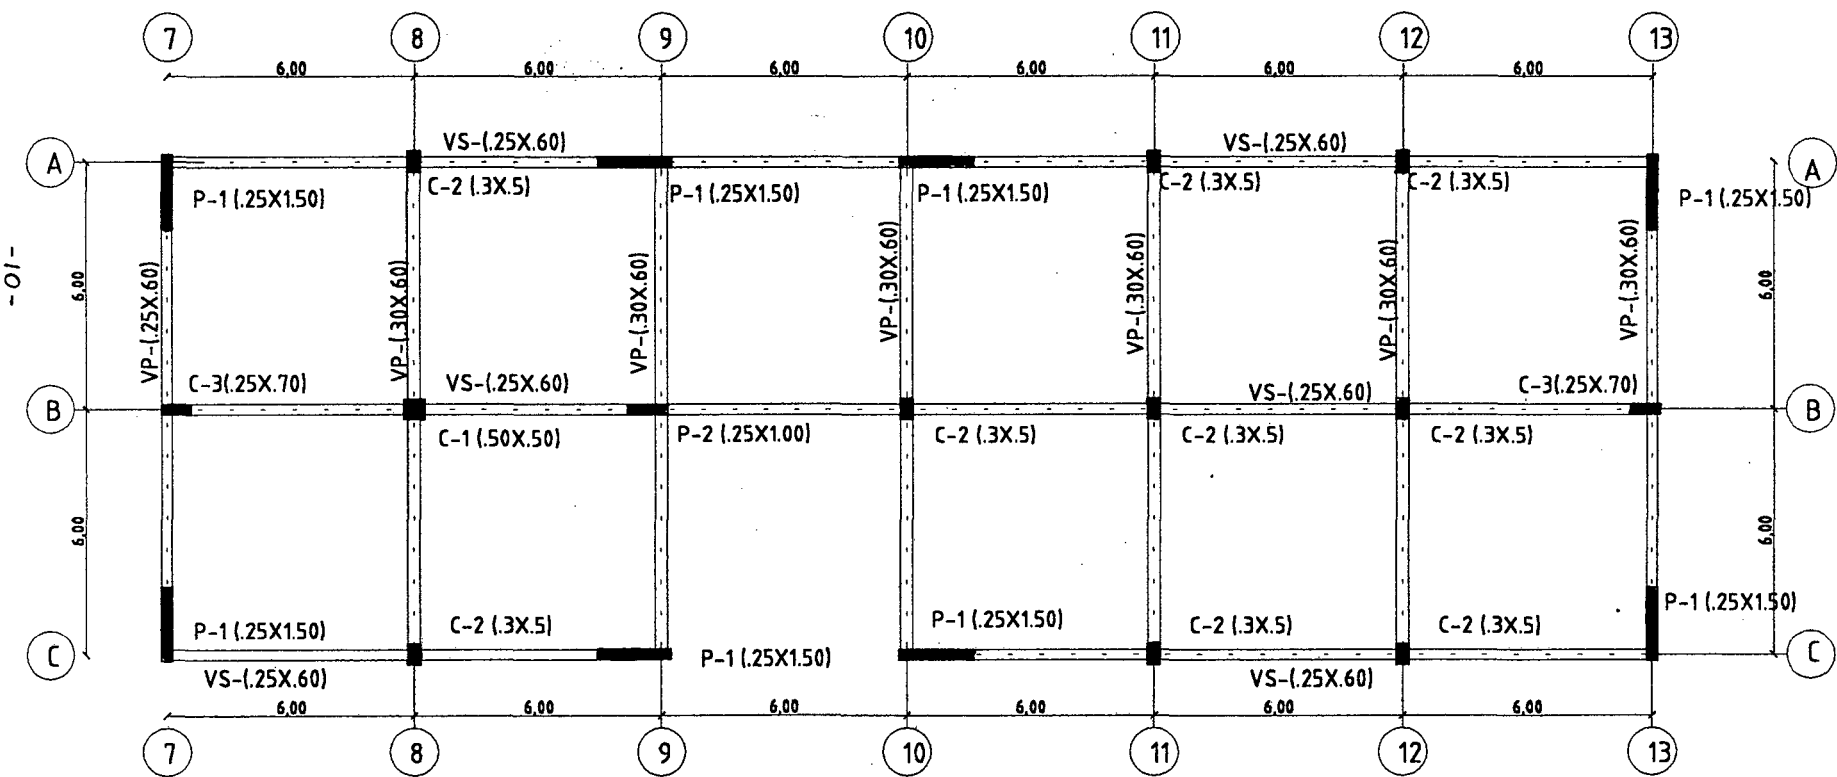 7 8 9 10 11 12 13
6,00 6,00 6,00 6,00 6,00 6,00
VS-(.25X.60) VS-(.25X.60)
A A
C-2 (.3X.5) C-2 (.3X.5) C-2 (.3X.5)
P-1 (.25X1.50) P-1 (.25X1.50) P-1 (.25X1.50) P-1 (.25X1.50)
-10-
6,00
VP-(.25X.60)
VP-(.30X.60)
VP-(.30X.60)
VP-(.30X.60)
VP-(.30X.60)
VP-(.30X.60)
VP-(.30X.60)
6,00
C-3(.25X.70) VS-(.25X.60) VS-(.25X.60) C-3(.25X.70)
B B
C-1 (.50X.50) P-2 (.25X1.00) C-2 (.3X.5) C-2 (.3X.5) C-2 (.3X.5)
6,00 6,00
P-1 (.25X1.50) C-2 (.3X.5) P-1 (.25X1.50) C-2 (.3X.5) C-2 (.3X.5) P-1 (.25X1.50)
C P-1 (.25X1.50) C
VS-(.25X.60) VS-(.25X.60)
6,00 6,00 6,00 6,00 6,00 6,00
7 8 9 10 11 12 13